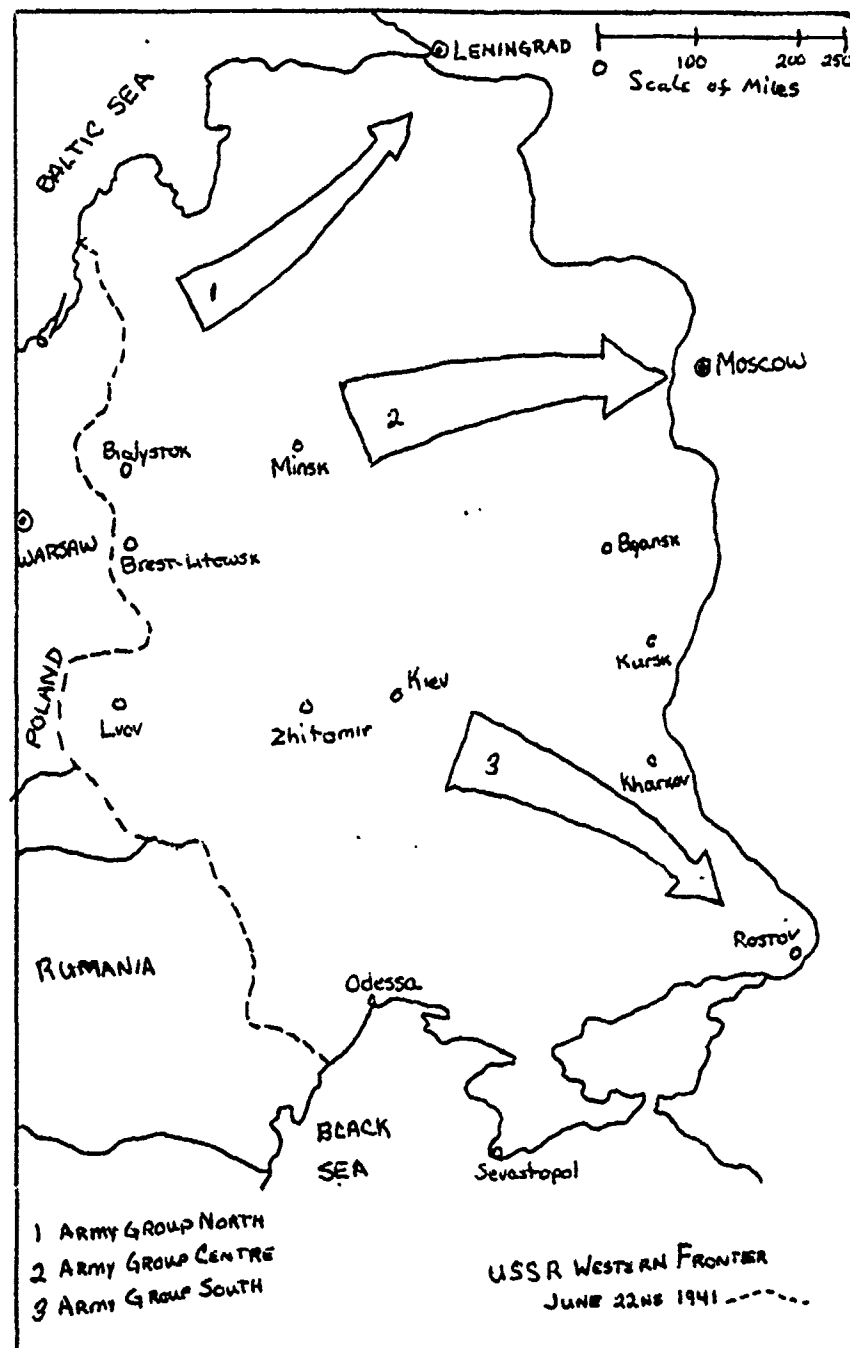 LENINGRAD
0 100 200 250
Scals of Miles
BALTIC SEA
1
MOSCOW
2
Bialystok
Minsk
WARSAW
Brest-Litowsk
Bgansk
POLAND
Kursk
Kiev
Lvov
Zhitomir
3
Kharkov
ROSTOV
RUMANIA
Odessa
BLACK
SEA
Sevastopol
1 ARMY GROUP NORTH
2 ARMY GROUP CENTRE
3 ARMY GROUP SOUTH
USSR WESTERN FRONTIER
JUNE 22ND 1941